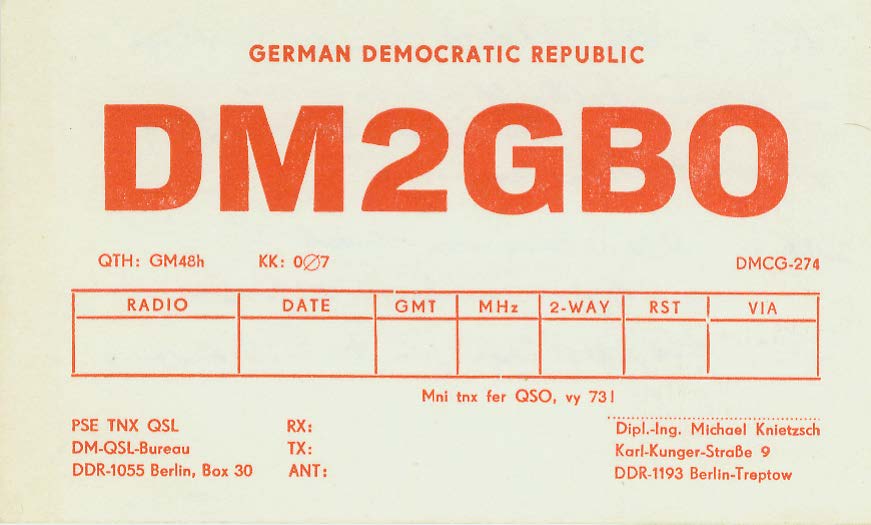 GERMAN DEMOCRATIC REPUBLIC
DM2GBO
QTH: GM48h KK: 0Ø7 DMCG-274
RADIO DATE GMT MHz 2-WAY RST VIA
Mni tnx fer QSO, vy 73!
PSE TNX QSL RX: Dipl.-Ing. Michael Knietzsch
DM-QSL-Bureau TX: Karl-Kunger-Straße 9
DDR-1055 Berlin, Box 30 ANT: DDR-1193 Berlin-Treptow